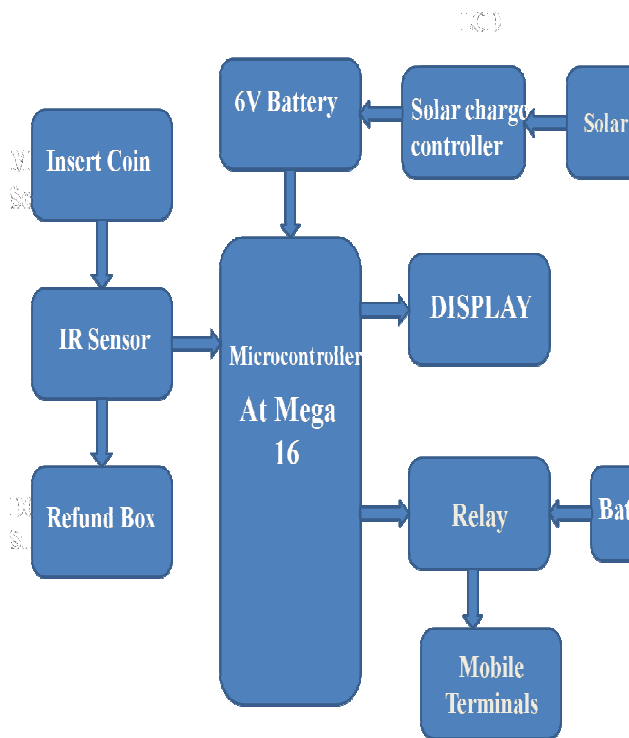 6V Battery
Solar charge
controller
Solar
Insert Coin
DISPLAY
IR Sensor
Microcontroller
At Mega
16
Refund Box
Relay
Mobile
Terminals